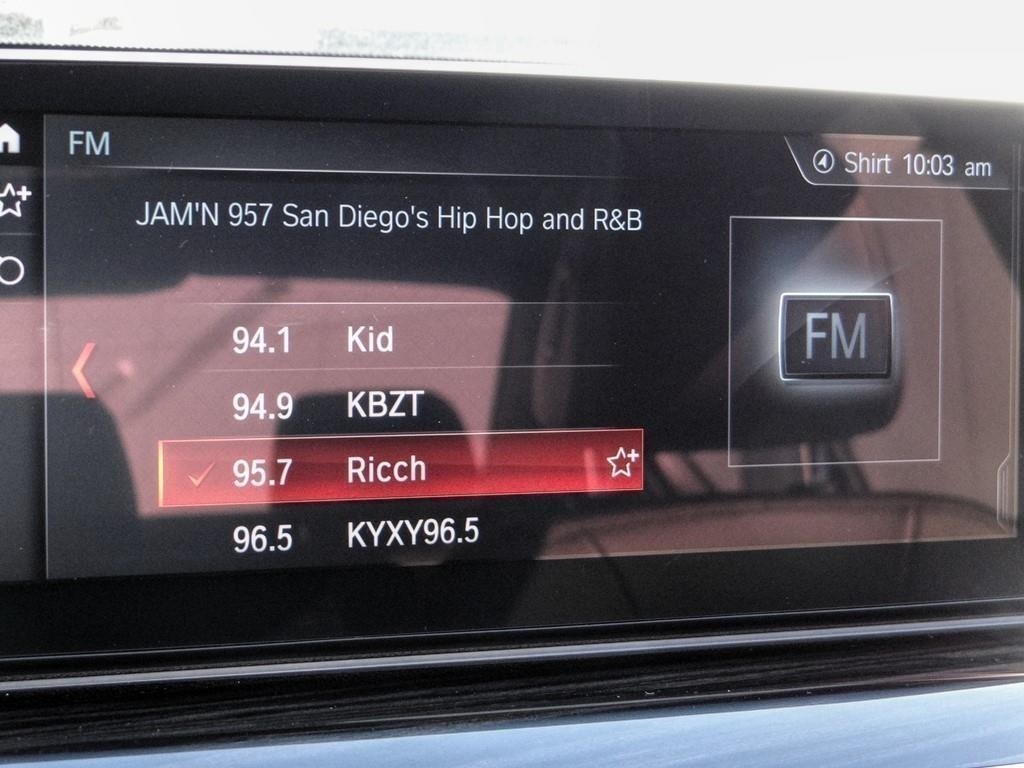 FM
Shirt 10:03 am
JAM'N 957 San Diego's Hip Hop and R&B
94.1 Kid
94.9 KBZT
95.7 Ricch
96.5 KYXY96.5
FM